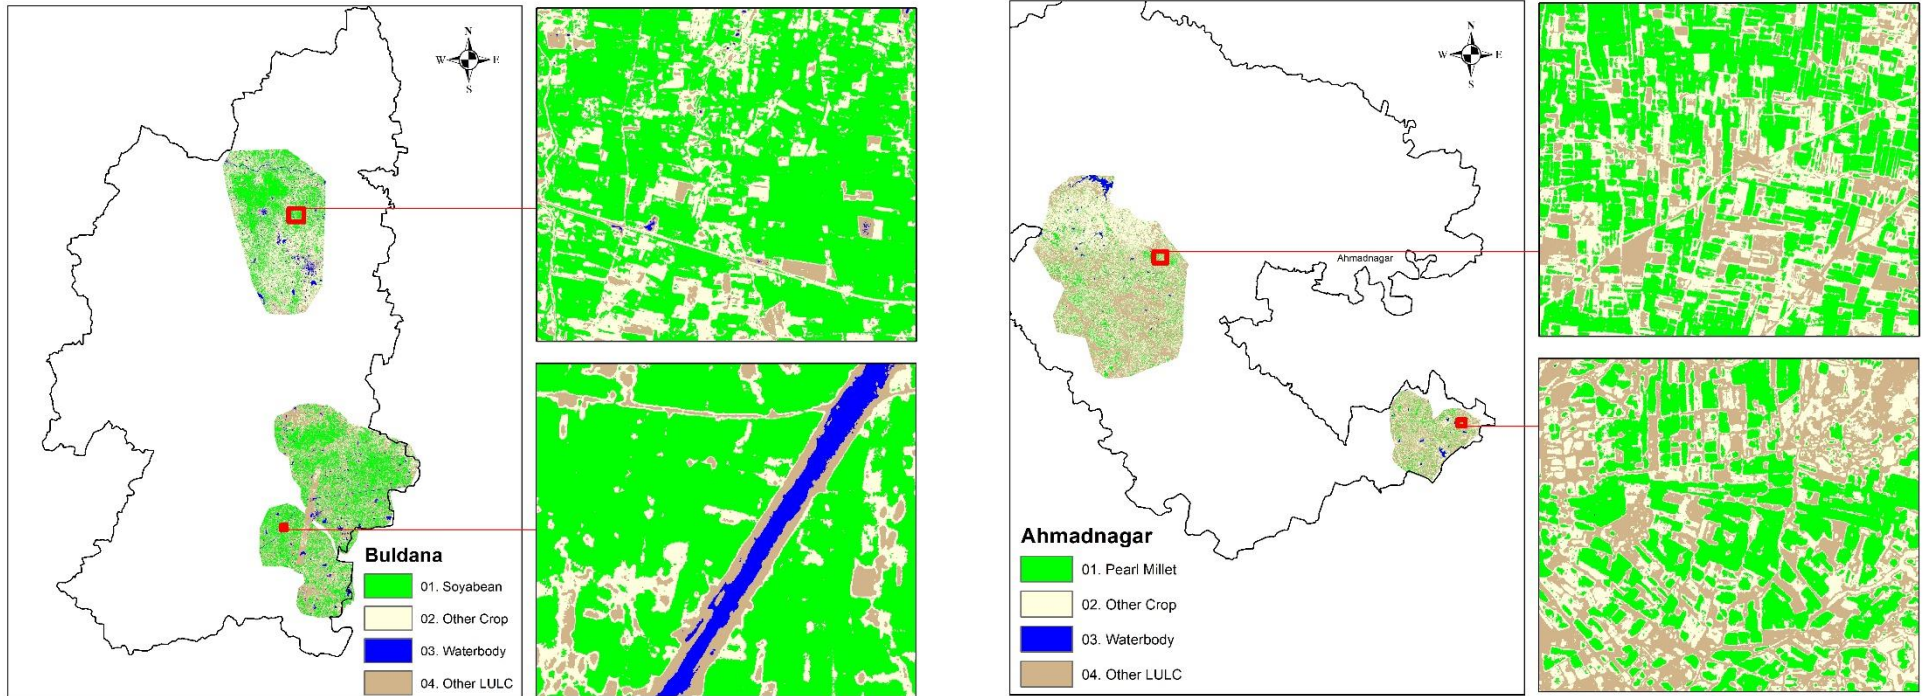 N
W E
S
Buldana
01. Soyabean
02. Other Crop
03. Waterbody
04. Other LULC
N
W E
S
Ahmadnagar
Ahmadnagar
01. Pearl Millet
02. Other Crop
03. Waterbody
04. Other LULC